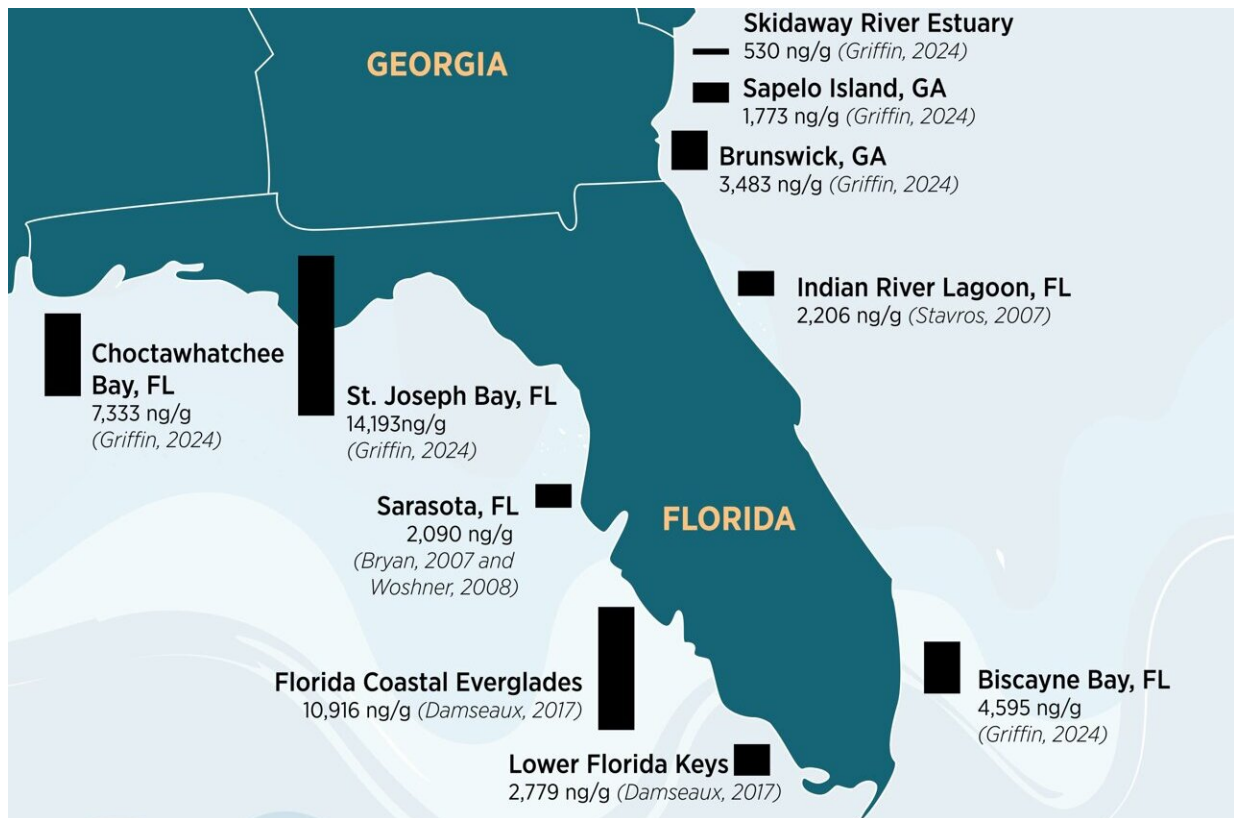 GEORGIA
Skidaway River Estuary
530 ng/g (Griffin, 2024)
Sapelo Island, GA
1,773 ng/g (Griffin, 2024)
Brunswick, GA
3,483 ng/g (Griffin, 2024)
Indian River Lagoon, FL
2,206 ng/g (Stavros, 2007)
Choctawhatchee
Bay, FL
7,333 ng/g
(Griffin, 2024)
St. Joseph Bay, FL
14,193ng/g
(Griffin, 2024)
Sarasota, FL
2,090 ng/g
(Bryan, 2007 and
Woshner, 2008)
FLORIDA
Florida Coastal Everglades
10,916 ng/g (Damseaux, 2017)
Biscayne Bay, FL
4,595 ng/g
(Griffin, 2024)
Lower Florida Keys
2,779 ng/g (Damseaux, 2017)